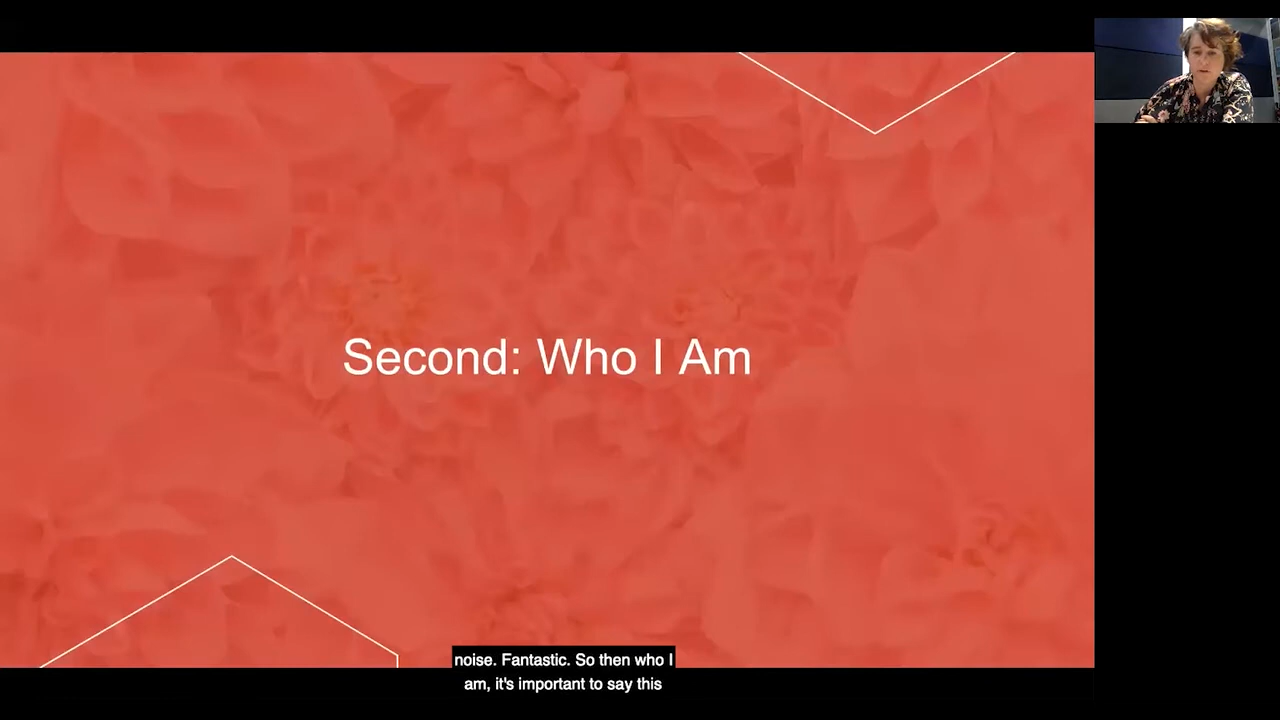 Second: Who I Am
noise. Fantastic. So then who I
am, it's important to say this